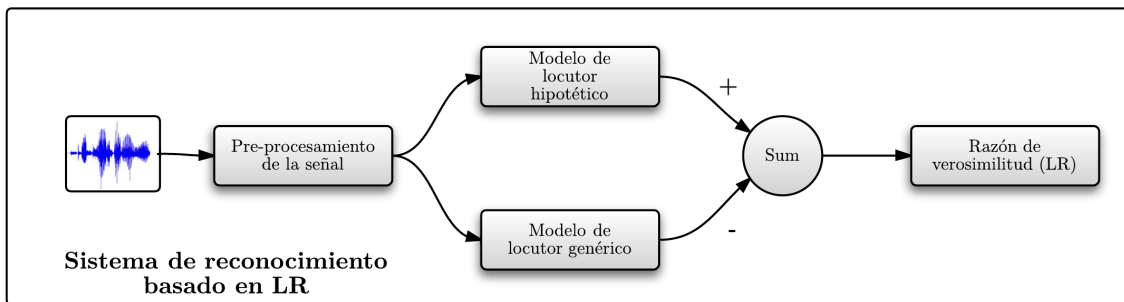 Modelo de
locutor
hipotético
+
Pre-procesamiento
de la señal
Sum
Razón de
verosimilitud (LR)
Modelo de
locutor genérico
-
Sistema de reconocimiento
basado en LR